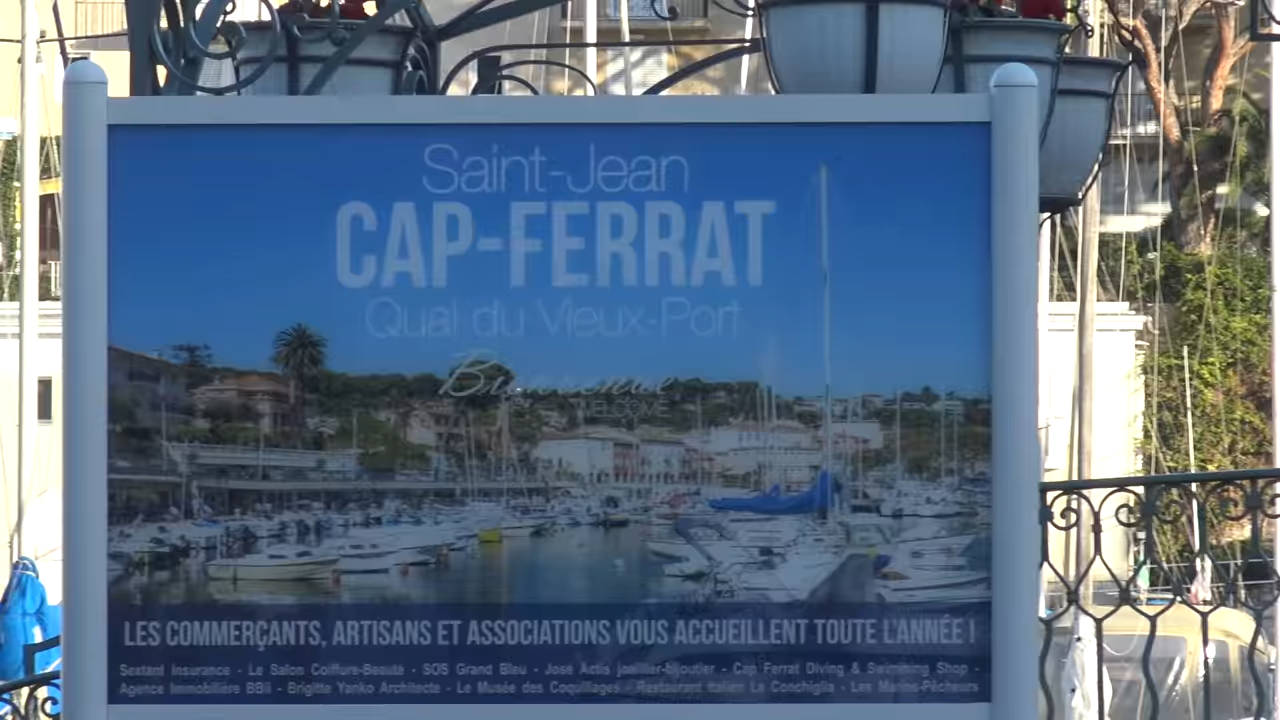 Saint-Jean
CAP-FERRAT
Quai du Vieux-Port
Bienvenue
WELCOME
LES COMMERÇANTS, ARTISANS ET ASSOCIATIONS VOUS ACCUEILLENT TOUTE L'ANNÉE !
Sextant Insurance - Le Salon Coiffure-Beauté - SOS Grand Bleu - José Actis joaillier-bijoutier - Cap Ferrat Diving & Swimming Shop -
Agence Immobilière BBii - Brigitte Yanko Architecte - Le Musée des Coquillages - Restaurant Italien La Conchiglia - Les Marins-Pêcheurs